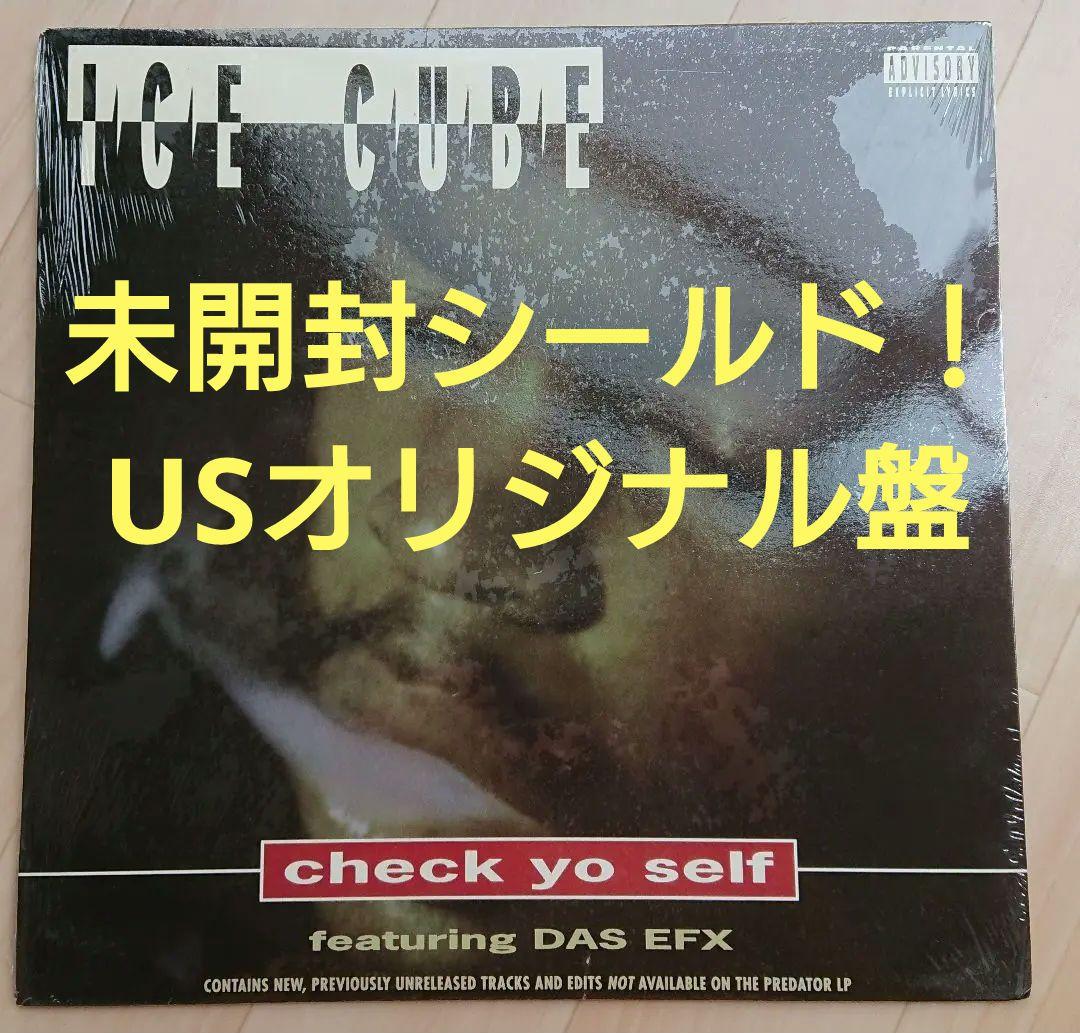 ICE CUBE
PARENTAL
ADVISORY
EXPLICIT LYRICS
未開封シールド！
USオリジナル盤
check yo self
featuring DAS EFX
CONTAINS NEW, PREVIOUSLY UNRELEASED TRACKS AND EDITS NOT AVAILABLE ON THE PREDATOR LP